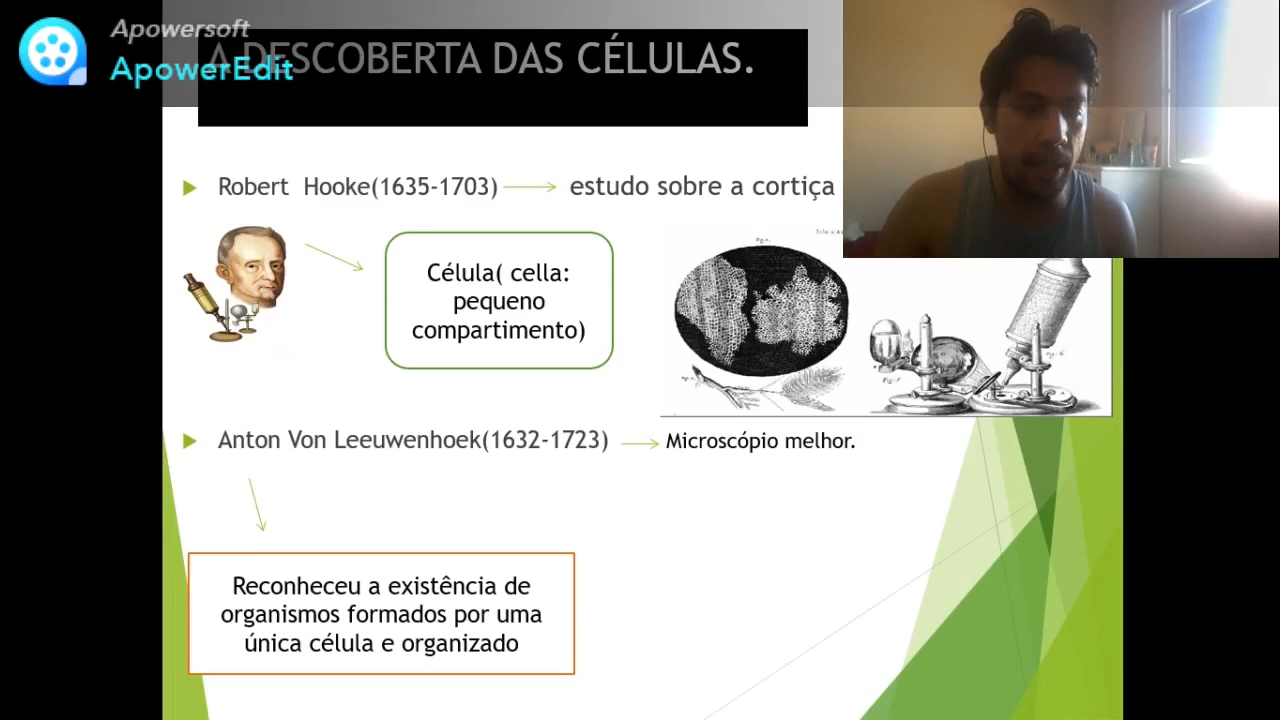 Apowersoft
ApowerEdit
A DESCOBERTA DAS CÉLULAS.
Robert Hooke(1635-1703)
estudo sobre a cortiça
Célula( cella:
pequeno
compartimento)
Anton Von Leeuwenhoek(1632-1723)
Microscópio melhor.
Reconheceu a existência de
organismos formados por uma
única célula e organizado